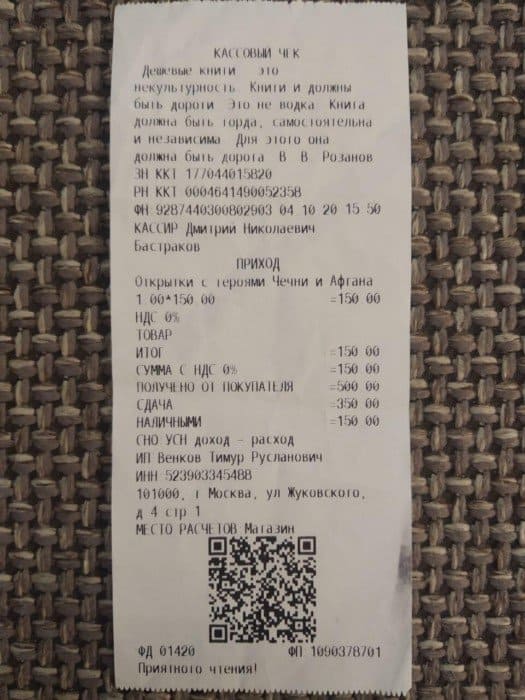 КАССОВЫЙ ЧЕК
Дешевые книги это
некультурность Книги и должны
быть дороги Это не водка Книга
должна быть горда, самостоятельна
и независима Для этого она
должна быть дорога В В Розанов
ЗН ККТ 177044015820
РН ККТ 0004641490052358
ФН 9287440300802903 04 10 20 15 50
КАССИР Дмитрий Николаевич
Бастраков
ПРИХОД
Открытки с героями Чечни и Афгана
1 00*150 00 =150 00
НДС 0%
ТОВАР
ИТОГ =150 00
СУММА С НДС 0% =150 00
ПОЛУЧЕНО ОТ ПОКУПАТЕЛЯ =500 00
СДАЧА =350 00
НАЛИЧНЫМИ =150 00
СНО УСН доход - расход
ИП Венков Тимур Русланович
ИНН 523903345488
101000, г Москва, ул Жуковского,
д 4 стр 1
МЕСТО РАСЧЕТОВ Магазин
ФД 01420 ФП 1090378701
Приятного чтения!